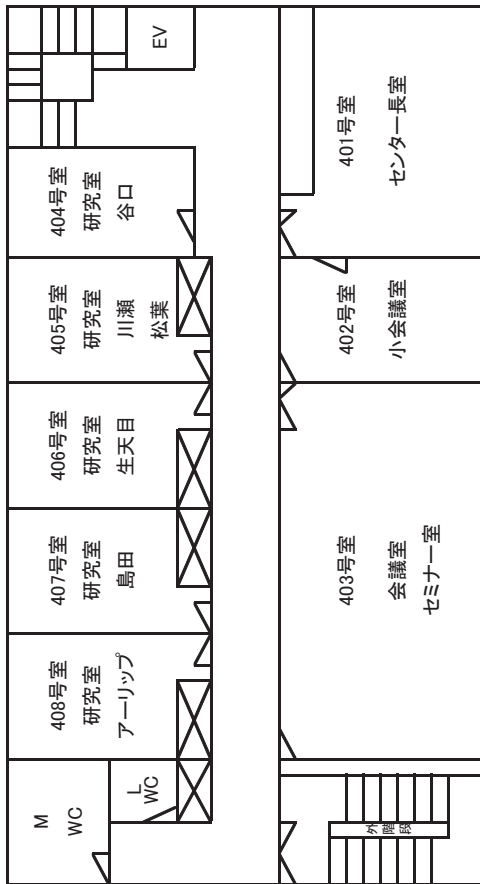 EV
404号室
研究室
谷口
405号室
研究室
川瀬
松葉
406号室
研究室
生天目
407号室
研究室
島田
408号室
研究室
アーリップ
M
WC
L
WC
401号室
センター長室
402号室
小会議室
403号室
会議室
セミナー室
外階段